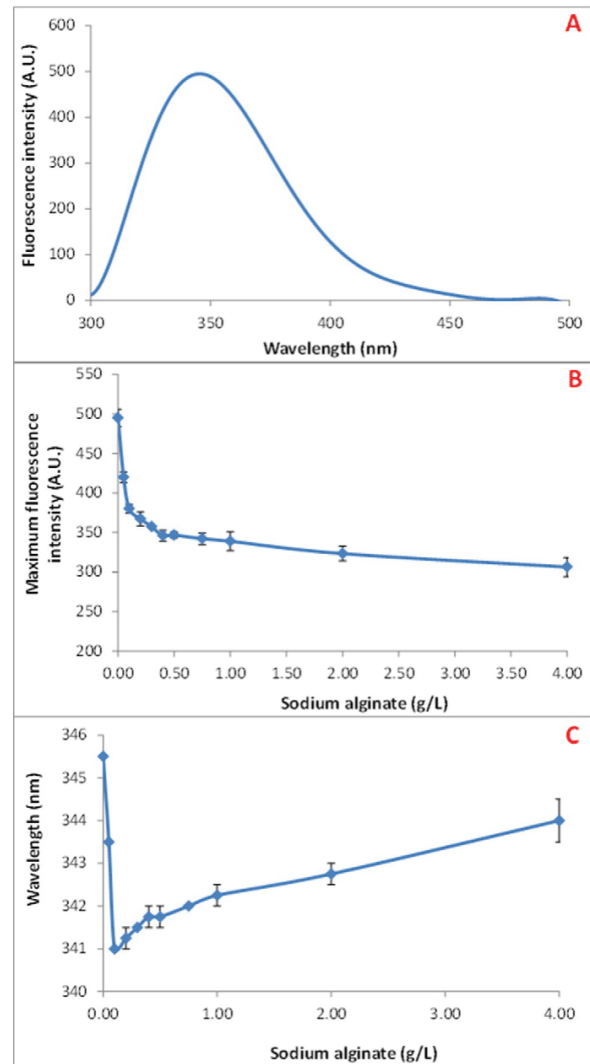 A
Fluorescence intensity (A.U.)
600
500
400
300
200
100
0
300 350 400 450 500
Wavelength (nm)
B
Maximum fluorescence
intensity (A.U.)
550
500
450
400
350
300
250
200
0.00 0.50 1.00 1.50 2.00 2.50 3.00 3.50 4.00
Sodium alginate (g/L)
C
Wavelength (nm)
346
345
344
343
342
341
340
0.00 1.00 2.00 3.00 4.00
Sodium alginate (g/L)